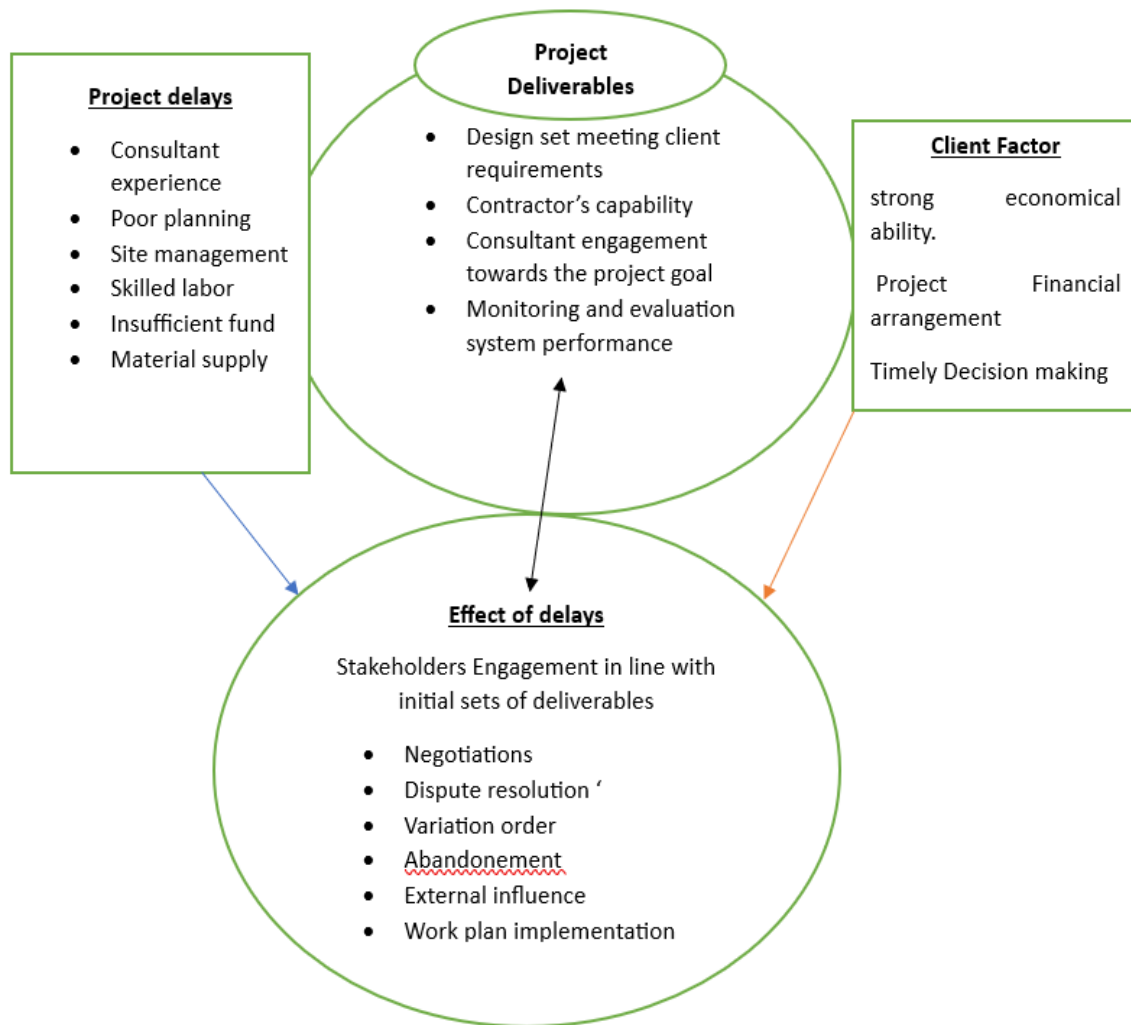 Project delays
• Consultant
experience
• Poor planning
• Site management
• Skilled labor
• Insufficient fund
• Material supply
Project
Deliverables
• Design set meeting client
requirements
• Contractor’s capability
• Consultant engagement
towards the project goal
• Monitoring and evaluation
system performance
Client Factor
strong economical
ability.
Project Financial
arrangement
Timely Decision making
Effect of delays
Stakeholders Engagement in line with
initial sets of deliverables
• Negotiations
• Dispute resolution ‘
• Variation order
• Abandonement
• External influence
• Work plan implementation